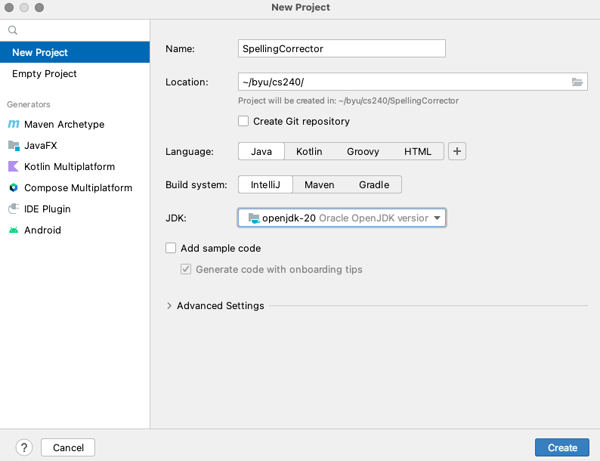 New Project
New Project
Empty Project
Generators
Maven Archetype
JavaFX
Kotlin Multiplatform
Compose Multiplatform
IDE Plugin
Android
Name: SpellingCorrector
Location: ~/byu/cs240/
Project will be created in: ~/byu/cs240/SpellingCorrector
Create Git repository
Language: Java Kotlin Groovy HTML +
Build system: IntelliJ Maven Gradle
JDK: openjdk-20 Oracle OpenJDK versior
Add sample code
Generate code with onboarding tips
Advanced Settings
? Cancel Create